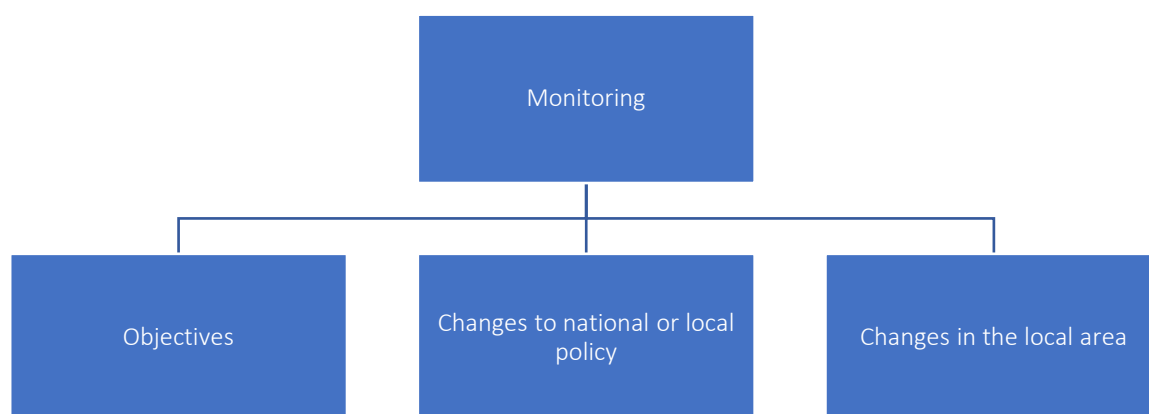 Monitoring
Objectives
Changes to national or local
policy
Changes in the local area